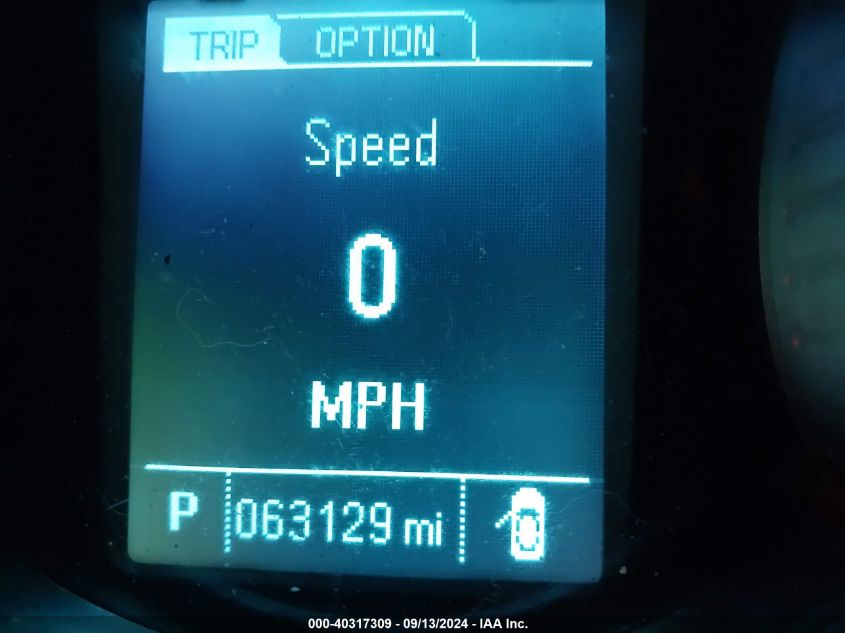 TRIP OPTION
Speed
0
MPH
P 063129 mi
000-40317309 - 09/13/2024 - IAA Inc.